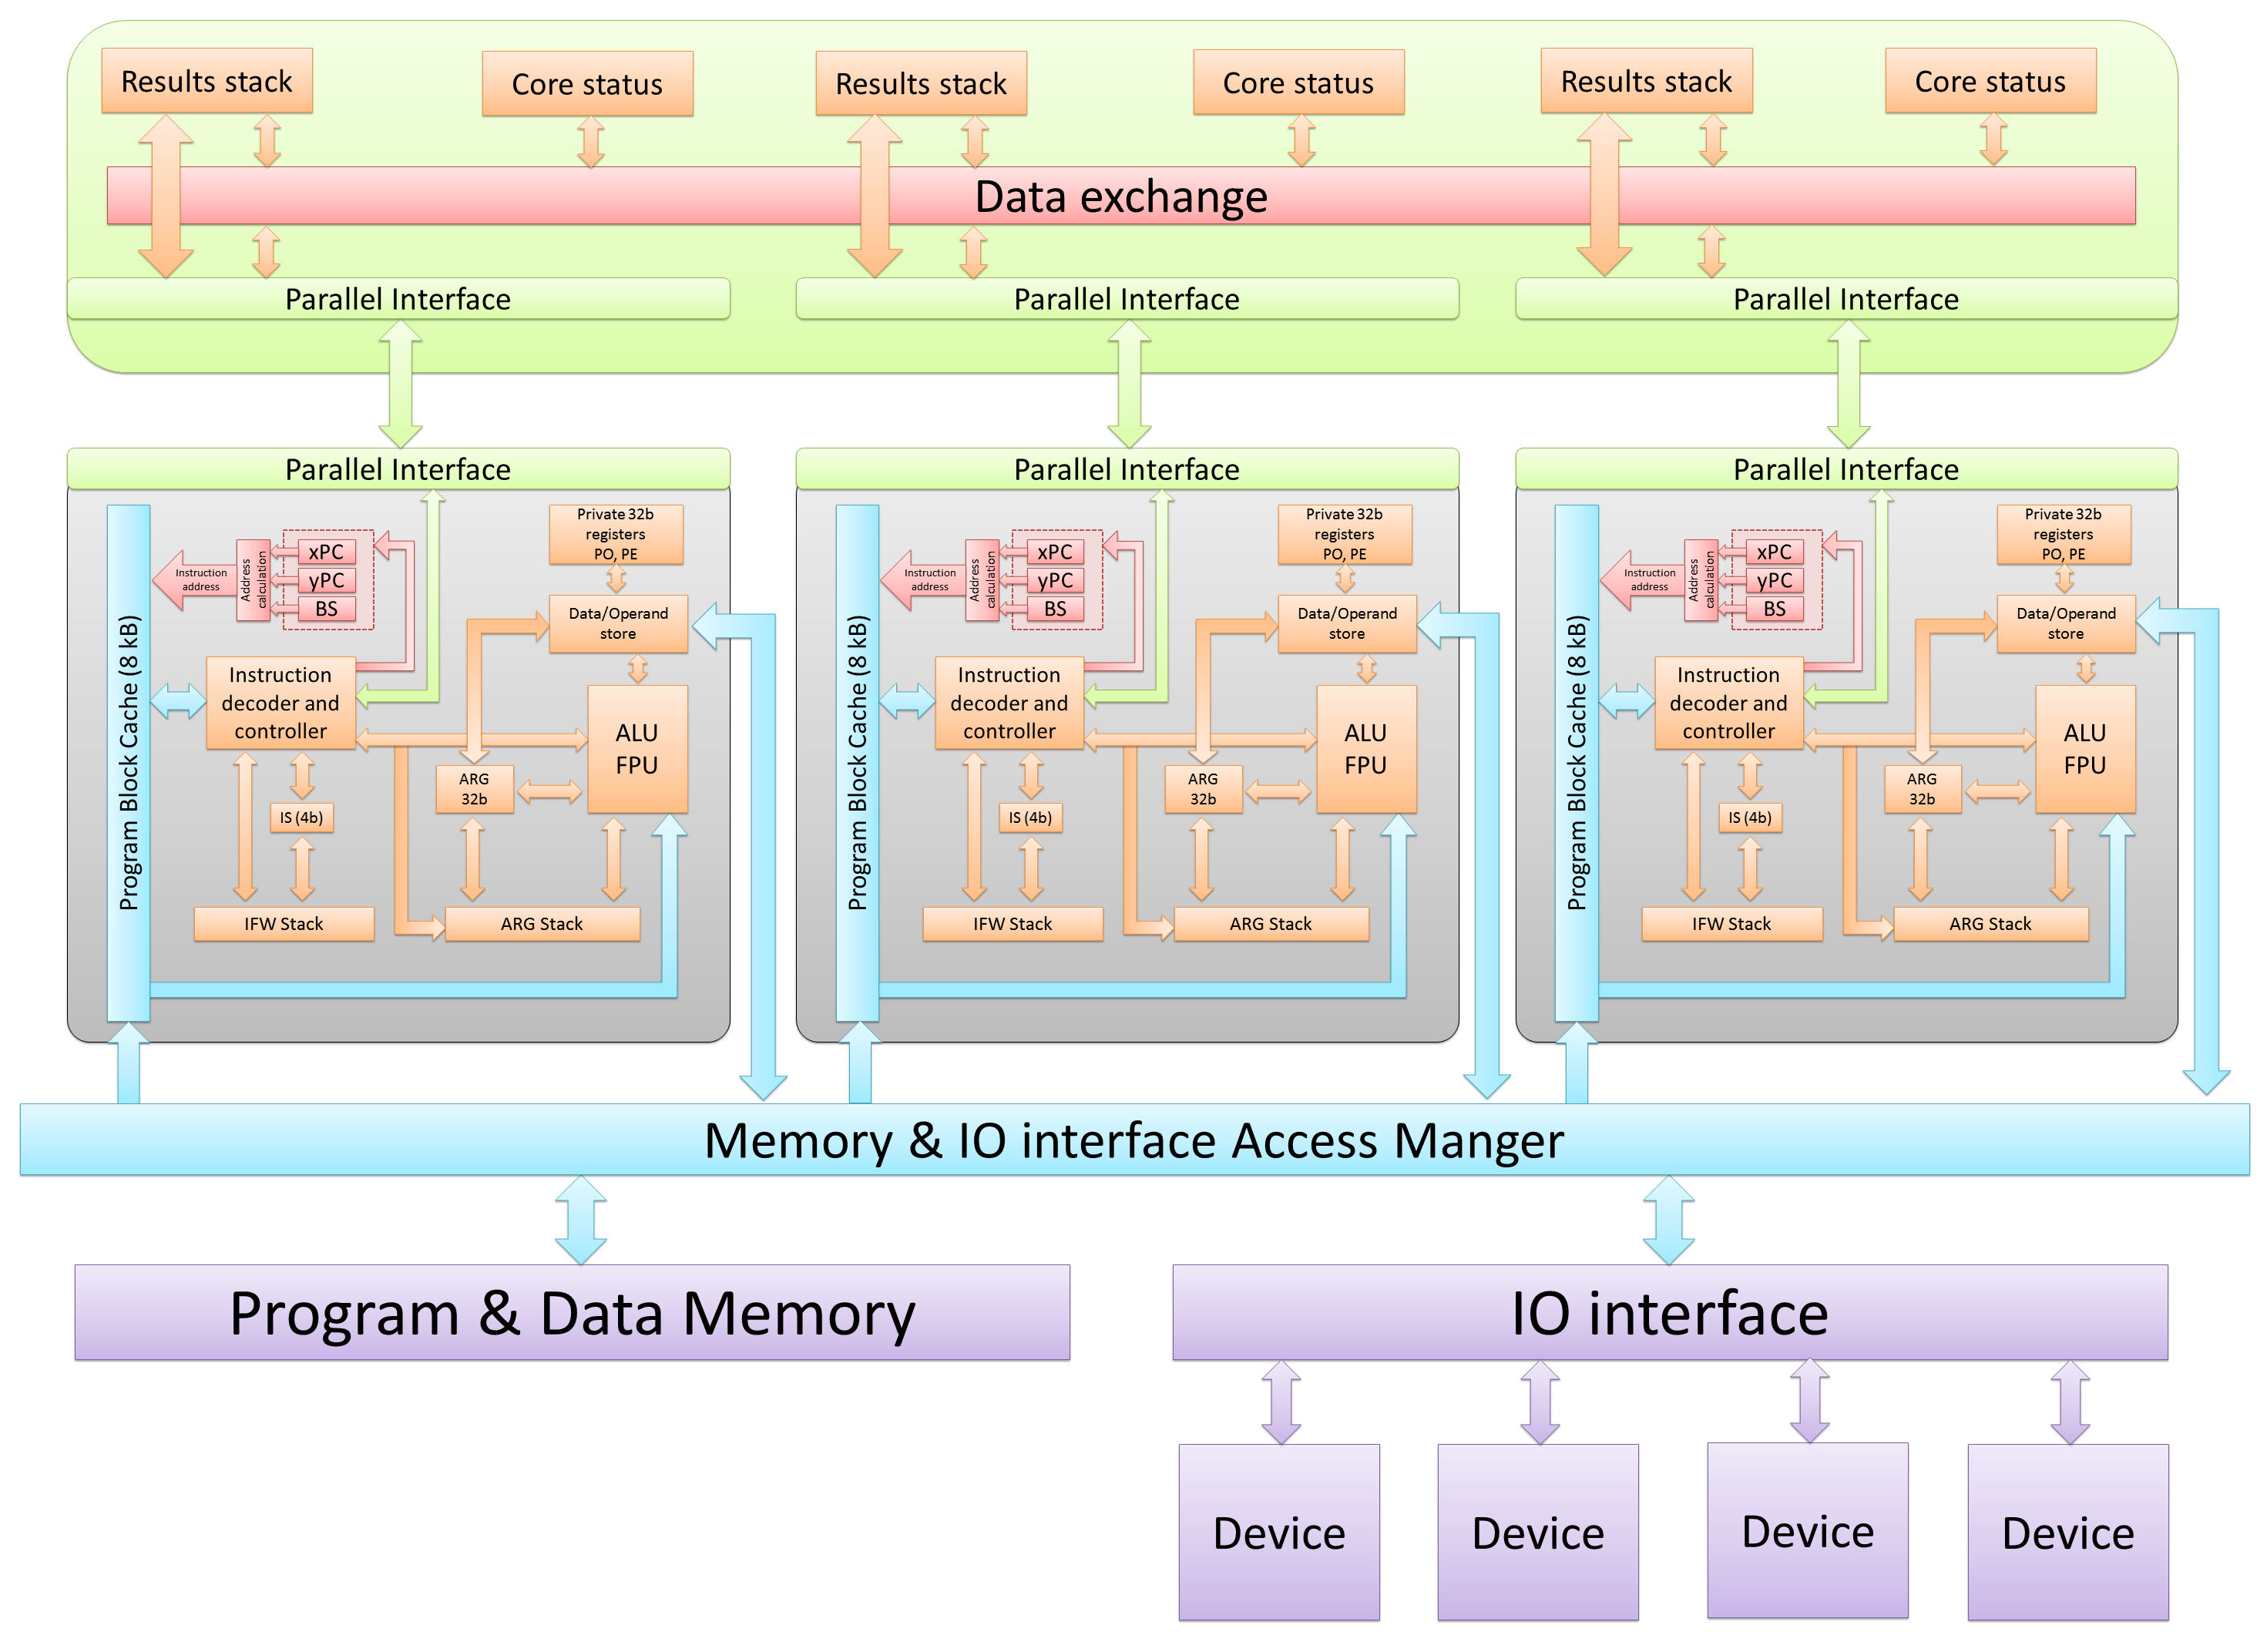 Results stack
Core status
Results stack
Core status
Results stack
Core status
Data exchange
Parallel Interface
Parallel Interface
Parallel Interface
Parallel Interface
Parallel Interface
Parallel Interface
Program Block Cache (8 kB)
Instruction
address
Address
calculation
xPC
yPC
BS
Private 32b
registers
PO, PE
Data/Operand
store
Instruction
decoder and
controller
ALU
FPU
ARG
32b
IS (4b)
IFW Stack
ARG Stack
Program Block Cache (8 kB)
Instruction
address
Address
calculation
xPC
yPC
BS
Private 32b
registers
PO, PE
Data/Operand
store
Instruction
decoder and
controller
ALU
FPU
ARG
32b
IS (4b)
IFW Stack
ARG Stack
Program Block Cache (8 kB)
Instruction
address
Address
calculation
xPC
yPC
BS
Private 32b
registers
PO, PE
Data/Operand
store
Instruction
decoder and
controller
ALU
FPU
ARG
32b
IS (4b)
IFW Stack
ARG Stack
Memory & IO interface Access Manger
Program & Data Memory
IO interface
Device
Device
Device
Device